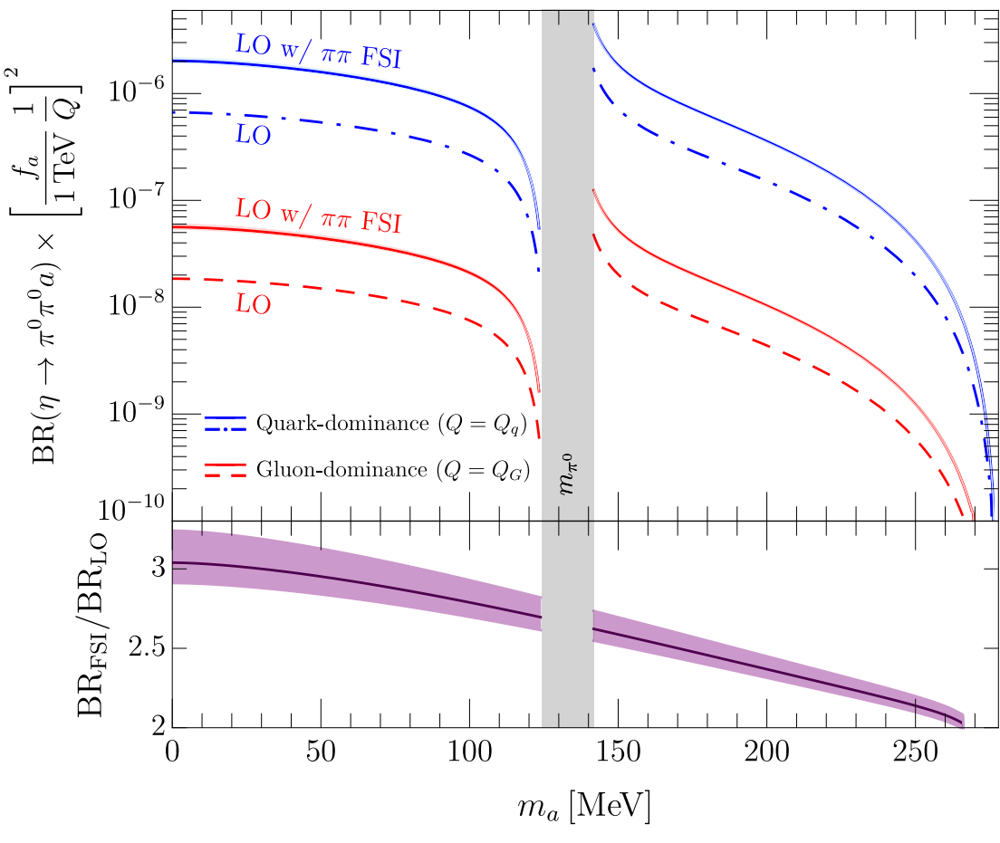 BR(η → π⁰π⁰a) × [f_a / 1 TeV 1 / Q]²
10⁻⁶
10⁻⁷
10⁻⁸
10⁻⁹
10⁻¹⁰
LO w/ ππ FSI
LO
LO w/ ππ FSI
LO
Quark-dominance (Q = Q_q)
Gluon-dominance (Q = Q_G)
m_π⁰
BR_FSI/BR_LO
3
2.5
2
0 50 100 150 200 250
m_a [MeV]